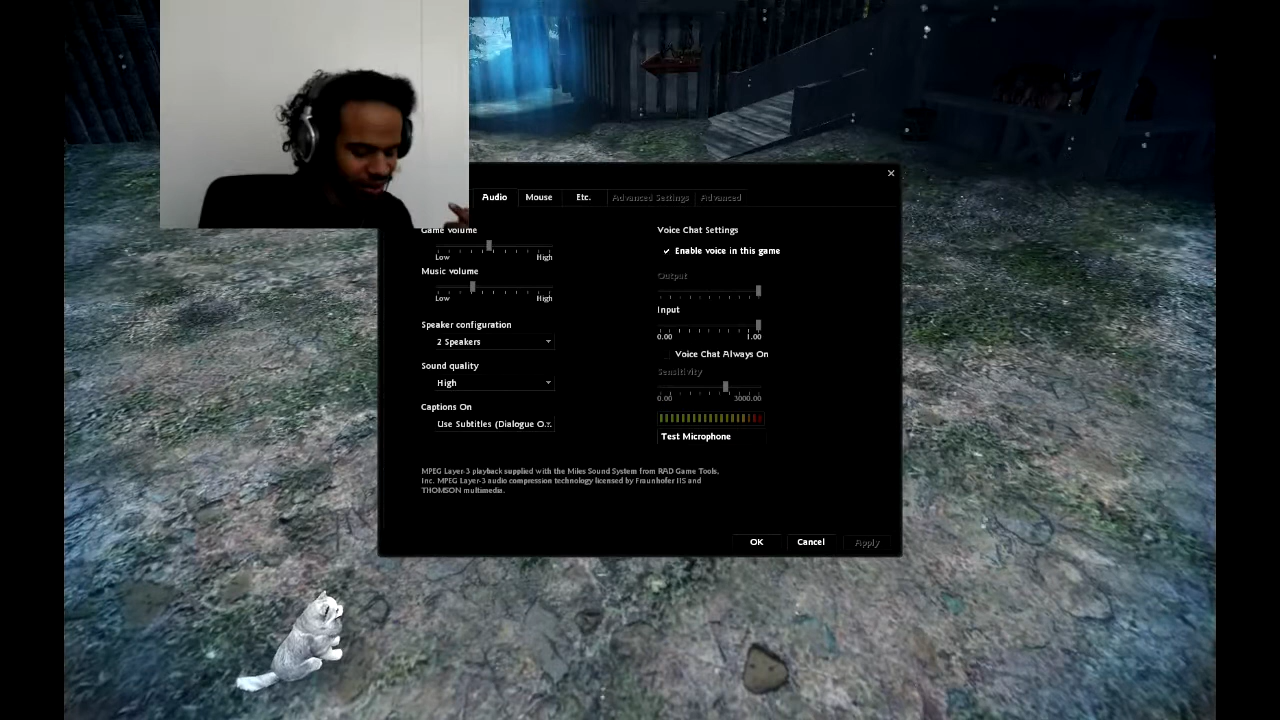 Audio
Mouse
Etc.
Advanced Settings
Advanced
Game volume
Low High
Music volume
Low High
Speaker configuration
2 Speakers
Sound quality
High
Captions On
Use Subtitles (Dialogue O...
Voice Chat Settings
Enable voice in this game
Output
Input
0.00 1.00
Voice Chat Always On
Sensitivity
0.00 3000.00
Test Microphone
MPEG Layer-3 playback supplied with the Miles Sound System from RAD Game Tools,
Inc. MPEG Layer-3 audio compression technology licensed by Fraunhofer IIS and
THOMSON multimedia.
OK
Cancel
Apply